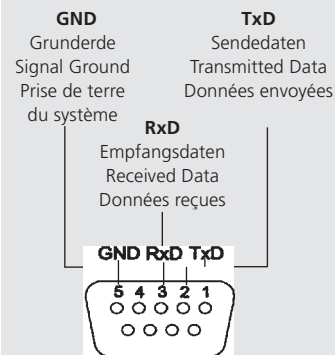 GND
Grunderde
Signal Ground
Prise de terre
du système
TxD
Sendedaten
Transmitted Data
Données envoyées
RxD
Empfangsdaten
Received Data
Données reçues
GND RxD TxD
5 4 3 2 1